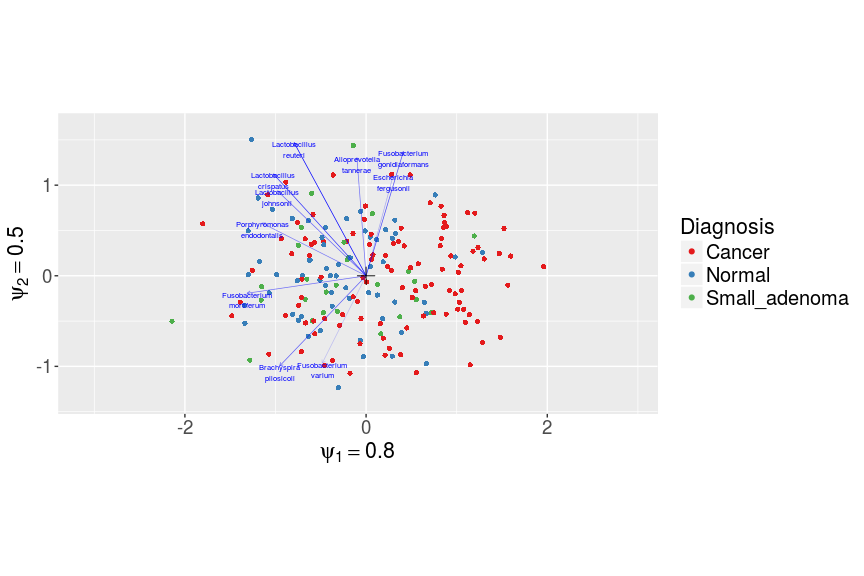 Lactobacillus
reuteri
Alloprevotella
tannerae
Fusobacterium
gonidiaformans
Escherichia
fergusonii
Lactobacillus
crispatus
Lactobacillus
johnsonii
Porphyromonas
endodontalis
Fusobacterium
mortiferum
Brachyspira
pilosicoli
Fusobacterium
varium
1
0
-1
-2
0
2
ψ1 = 0.8
ψ2 = 0.5
Diagnosis
Cancer
Normal
Small_adenoma